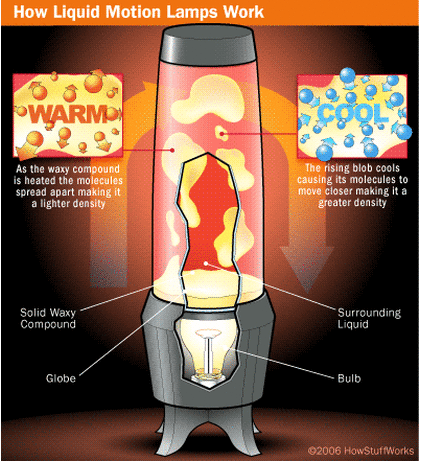 How Liquid Motion Lamps Work
WARM
As the waxy compound
is heated the molecules
spread apart making it
a lighter density
COOL
The rising blob cools
causing its molecules to
move closer making it a
greater density
Solid Waxy
Compound
Surrounding
Liquid
Globe
Bulb
©2006 HowStuffWorks